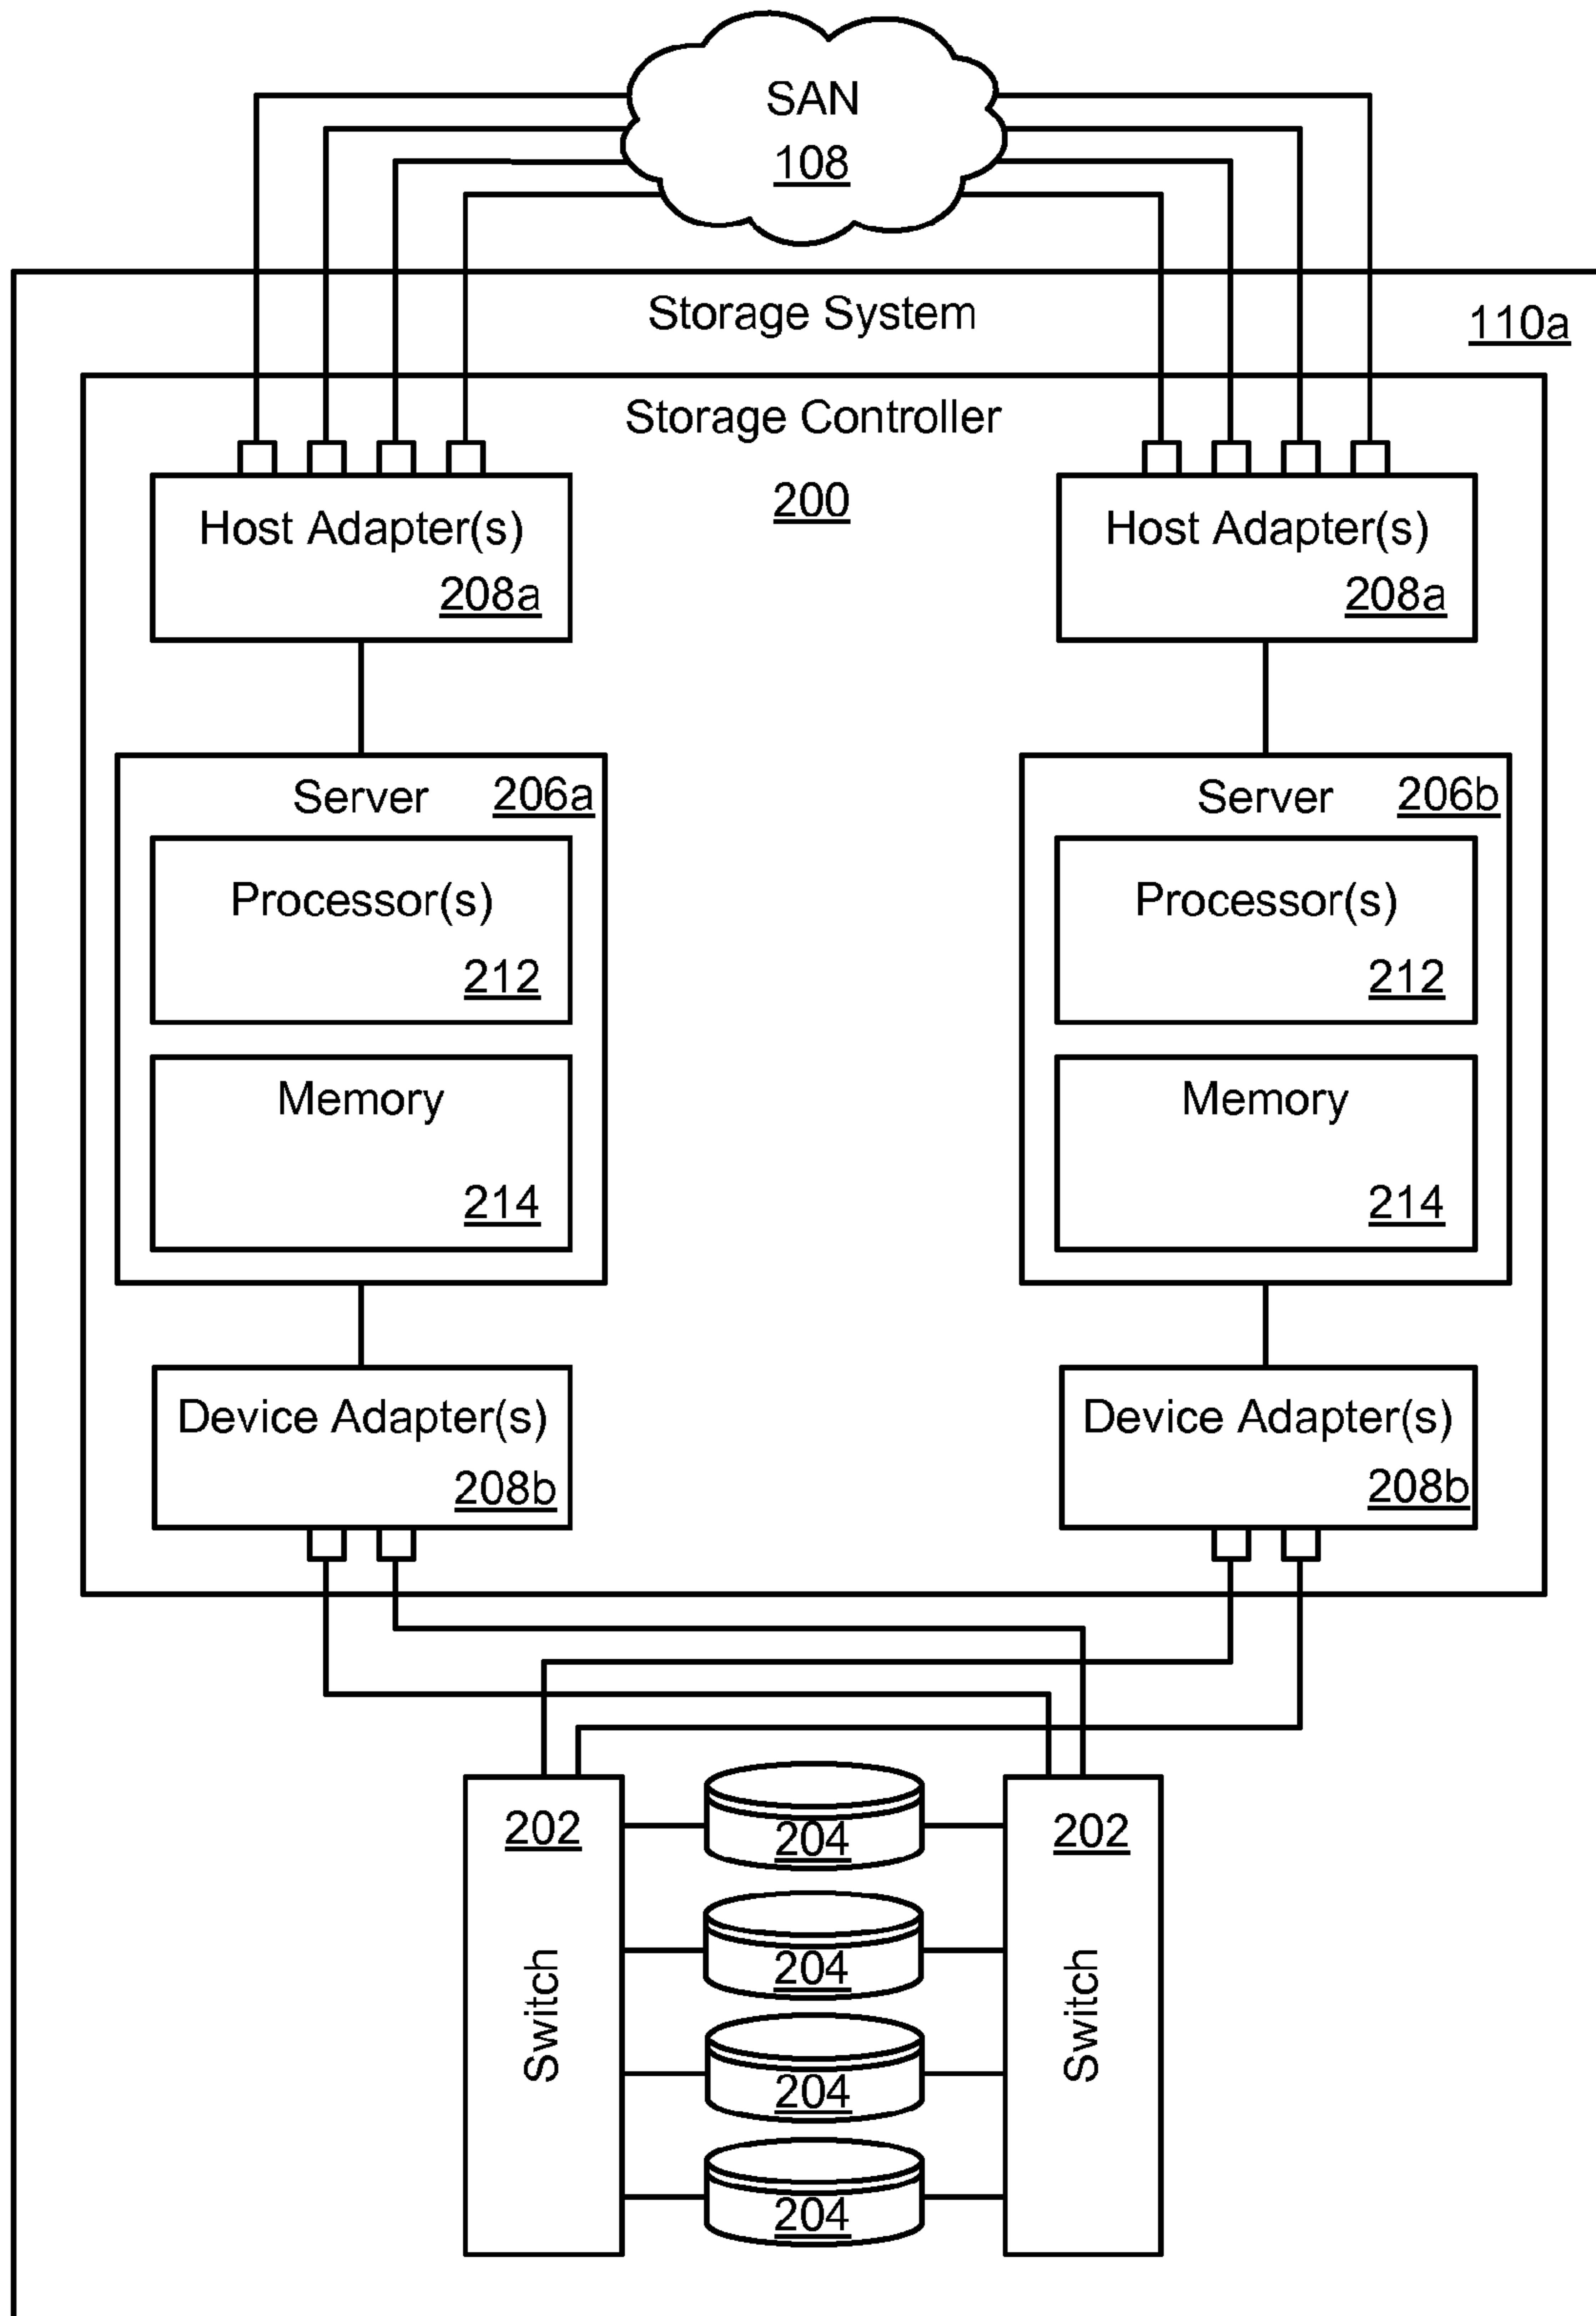 SAN
108
Storage System
110a
Storage Controller
200
Host Adapter(s)
208a
Host Adapter(s)
208a
Server
206a
Processor(s)
212
Memory
214
Server
206b
Processor(s)
212
Memory
214
Device Adapter(s)
208b
Device Adapter(s)
208b
202
Switch
204
204
204
204
202
Switch